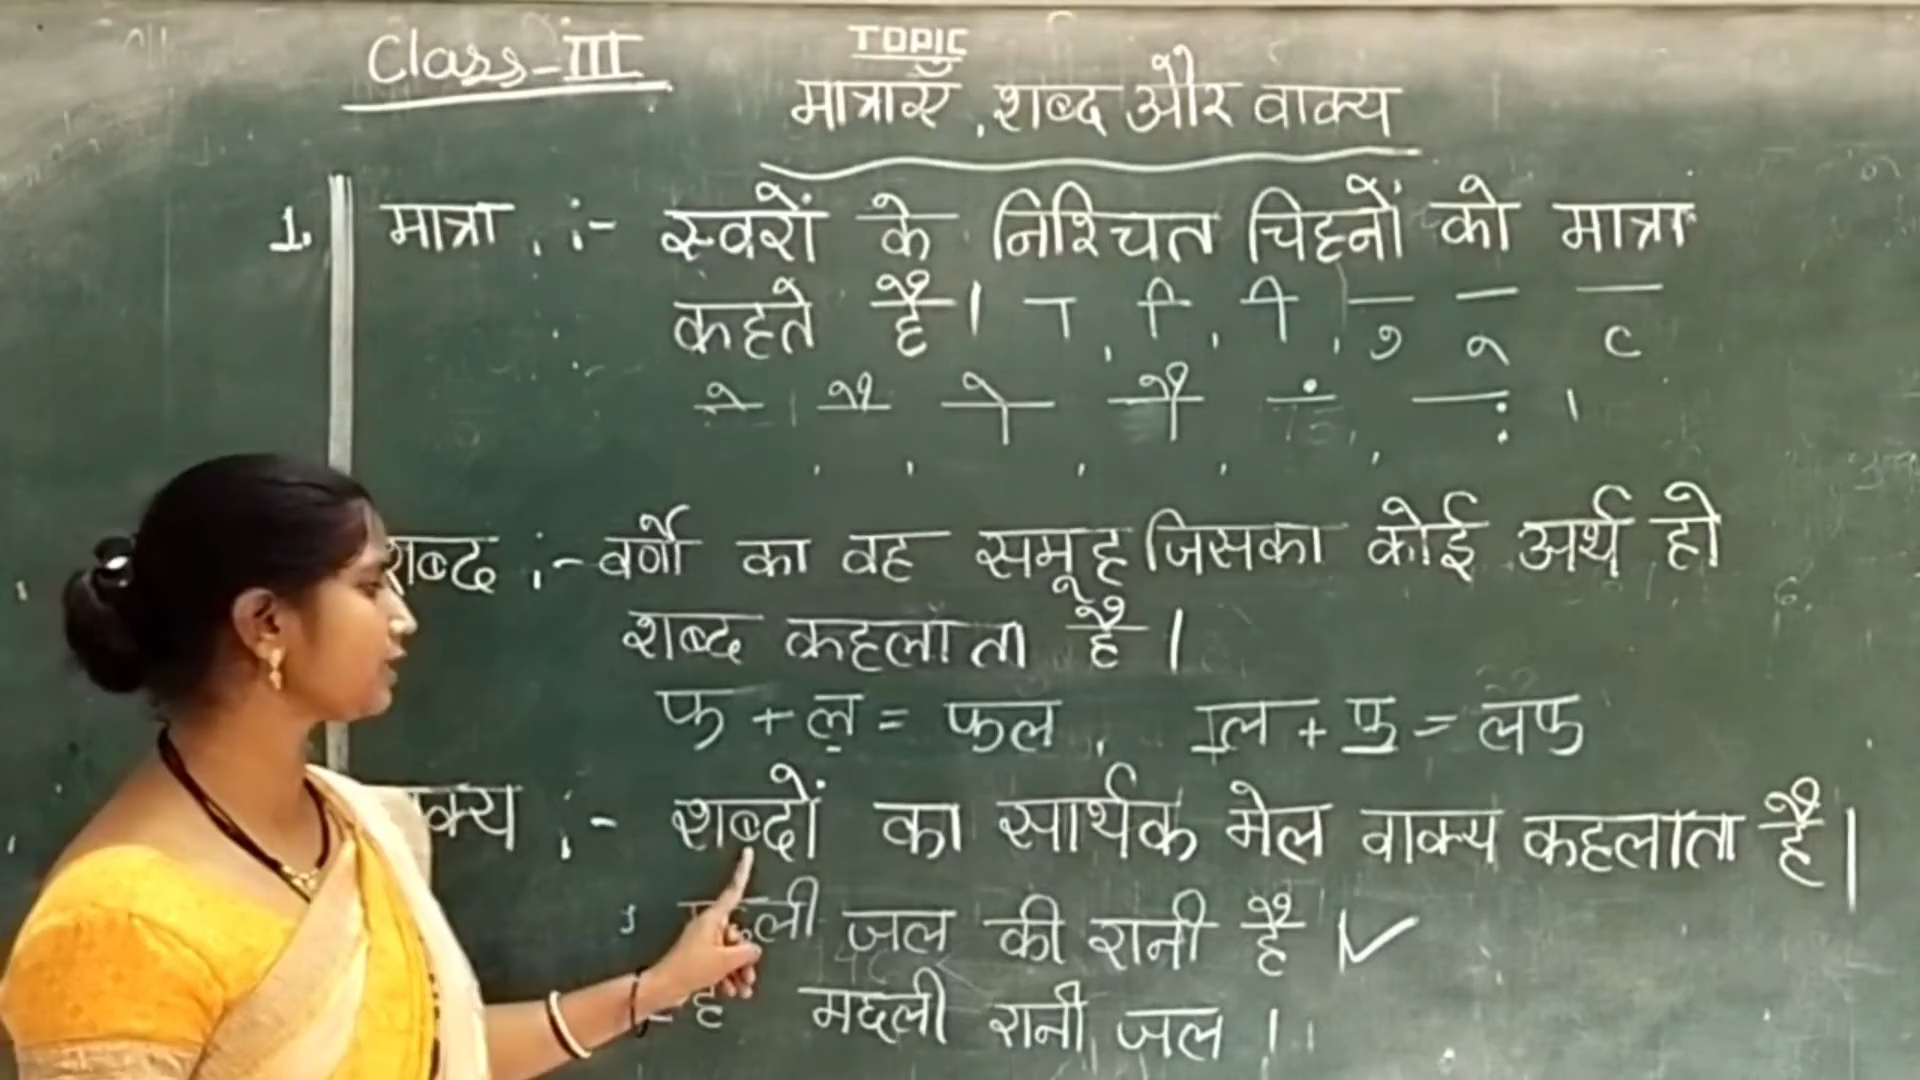 Class-III
TOPIC
मात्राएँ, शब्द और वाक्य
1. मात्रा :- स्वरों के निश्चित चिह्नों को मात्रा
कहते है। ा, ि, ी, ु ू ृ
े ै ो ौ ं ः ।
शब्द :- वर्णों का वह समूह जिसका कोई अर्थ हो
शब्द कहलाता है।
फ + ल = फल, ल + फ = लफ
:- शब्दों का सार्थक मेल वाक्य कहलाता है।
जल की रानी है । ✓
मछली रानी जल ।